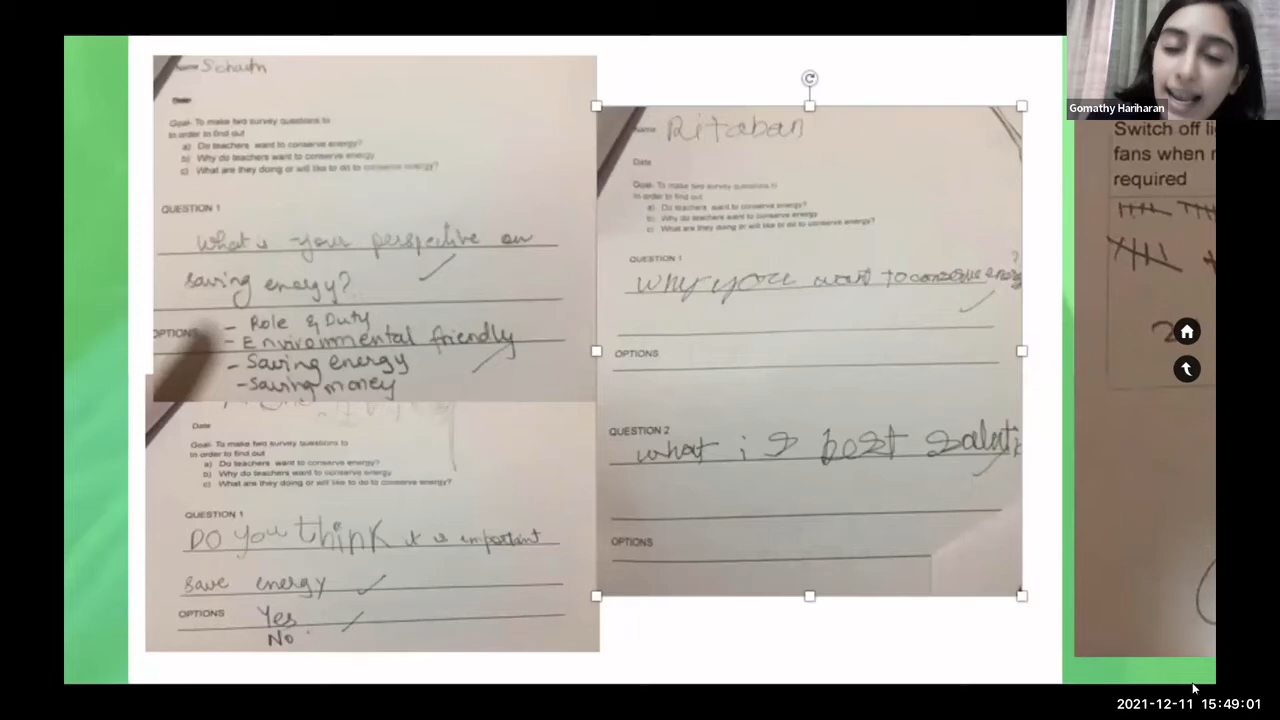 Name Scham
Date
Goal- To make two survey questions to
in order to find out
a) Do teachers want to conserve energy?
b) Why do teachers want to conserve energy
c) What are they doing or will like to do to conserve energy?
QUESTION 1
What is your perspective on
saving energy?
OPTIONS
- Role & Duty
- Environmental friendly
- Saving energy
- Saving money
Date
Goal- To make two survey questions to
in order to find out
a) Do teachers want to conserve energy?
b) Why do teachers want to conserve energy
c) What are they doing or will like to do to conserve energy?
QUESTION 1
Do you think it is important
save energy
OPTIONS Yes
No
Name Ritaban
Date
Goal- To make two survey questions to
in order to find out
a) Do teachers want to conserve energy?
b) Why do teachers want to conserve energy
c) What are they doing or will like to do to conserve energy?
QUESTION 1
Why you want to conserve energy?
OPTIONS
QUESTION 2
what is best
OPTIONS
Gomathy Hariharan
Switch off
fans when
required
2021-12-11 15:49:01